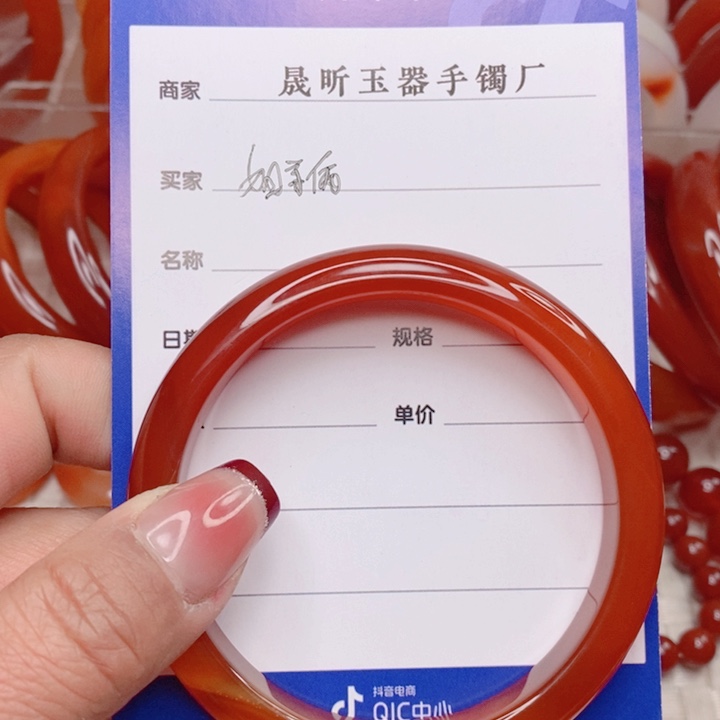 商家 晟昕玉器手镯厂
买家
名称
日期 规格
单价
抖音电商
QIC中心